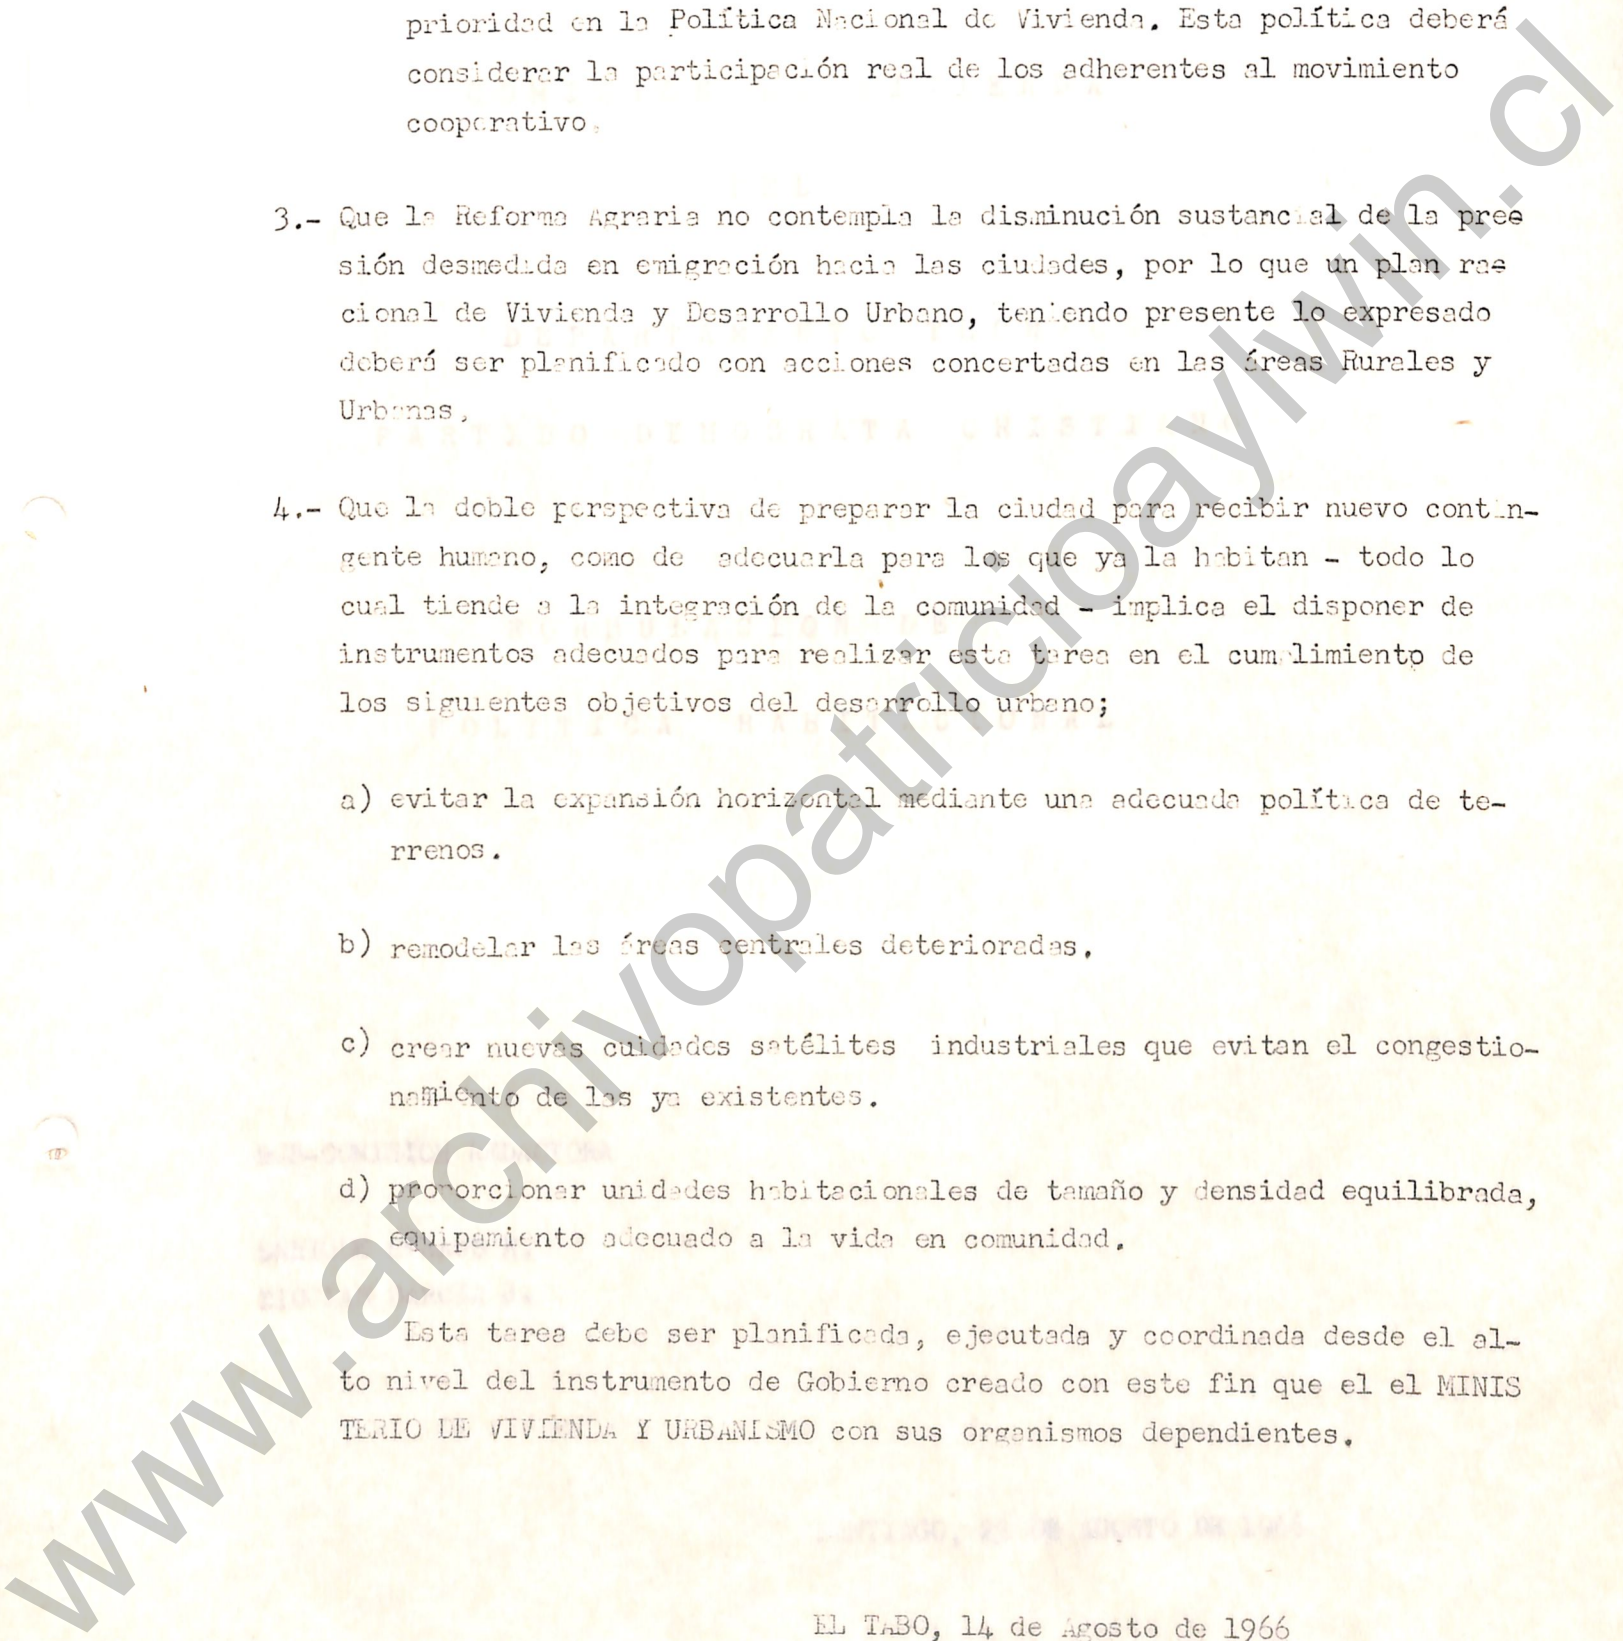 prioridad en la Política Nacional de Vivienda. Esta política deberá
considerar la participación real de los adherentes al movimiento
cooperativo.
3.- Que la Reforma Agraria no contempla la disminución sustancial de la pree
sión desmedida en emigración hacia las ciudades, por lo que un plan rae
cional de Vivienda y Desarrollo Urbano, teniendo presente lo expresado
deberá ser planificado con acciones concertadas en las áreas Rurales y
Urbanas.
PARTIDO DEMOCRATA CRISTIANO
4.- Que la doble perspectiva de preparar la ciudad para recibir nuevo contin-
gente humano, como de adecuarla para los que ya la habitan - todo lo
cual tiende a la integración de la comunidad - implica el disponer de
instrumentos adecuados para realizar esta tarea en el cumplimiento de
los siguientes objetivos del desarrollo urbano;
POLITICA HABITACIONAL
a) evitar la expansión horizontal mediante una adecuada política de te-
rrenos.
b) remodelar las áreas centrales deterioradas.
c) crear nuevas cuidades satélites industriales que evitan el congestio-
namiento de las ya existentes.
d) proporcionar unidades habitacionales de tamaño y densidad equilibrada,
equipamiento adecuado a la vida en comunidad.
Esta tarea debe ser planificada, ejecutada y coordinada desde el al-
to nivel del instrumento de Gobierno creado con este fin que el el MINIS
TERIO DE VIVIENDA Y URBANISMO con sus organismos dependientes.
EL TABO, 14 de Agosto de 1966
www.archivopatricioaylwin.cl